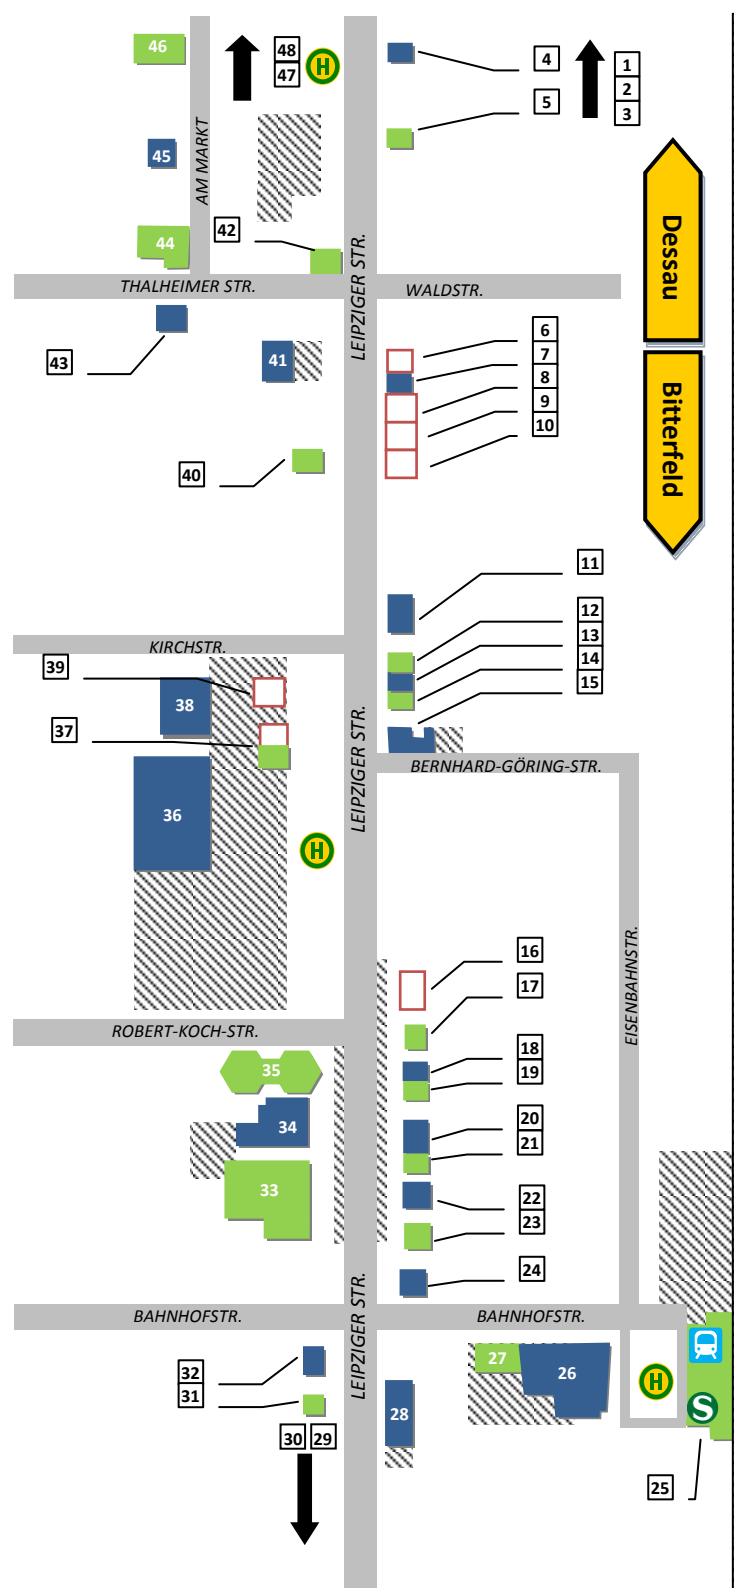 46
48
47
H
4
5
1
2
3
45
AM MARKT
44
42
Dessau
THALHEIMER STR.
LEIPZIGER STR.
WALDSTR.
43
41
6
7
8
9
10
Bitterfeld
40
11
12
13
14
15
KIRCHSTR.
39
38
37
LEIPZIGER STR.
BERNHARD-GÖRING-STR.
36
H
16
17
EISENBAHNSTR.
ROBERT-KOCH-STR.
35
18
19
34
20
21
33
22
23
24
BAHNHOFSTR.
LEIPZIGER STR.
BAHNHOFSTR.
32
31
27
26
H
S
28
30
29
25